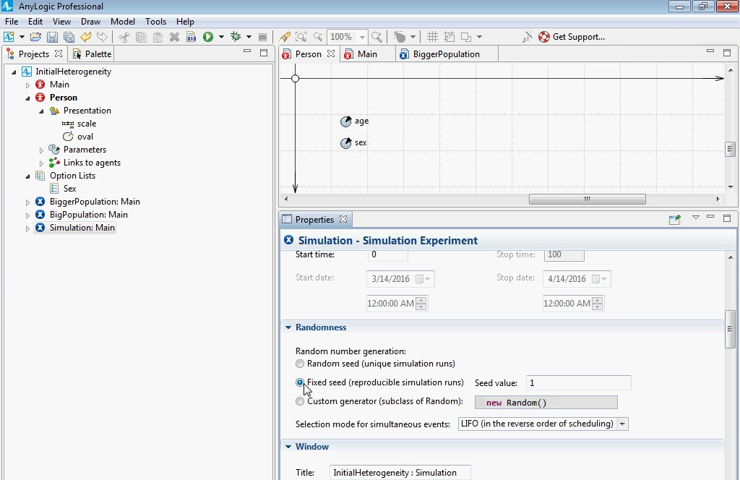 AnyLogic Professional
File Edit View Draw Model Tools Help
100% Get Support...
Projects Palette
InitialHeterogeneity
Main
Person
Presentation
scale
oval
Parameters
Links to agents
Option Lists
Sex
BiggerPopulation: Main
BigPopulation: Main
Simulation: Main
Person Main BiggerPopulation
age
sex
Properties
Simulation - Simulation Experiment
Start time: 0 Stop time: 100
Start date: 3/14/2016 Stop date: 4/14/2016
12:00:00 AM 12:00:00 AM
Randomness
Random number generation:
Random seed (unique simulation runs)
Fixed seed (reproducible simulation runs) Seed value: 1
Custom generator (subclass of Random): new Random()
Selection mode for simultaneous events: LIFO (in the reverse order of scheduling)
Window
Title: InitialHeterogeneity : Simulation